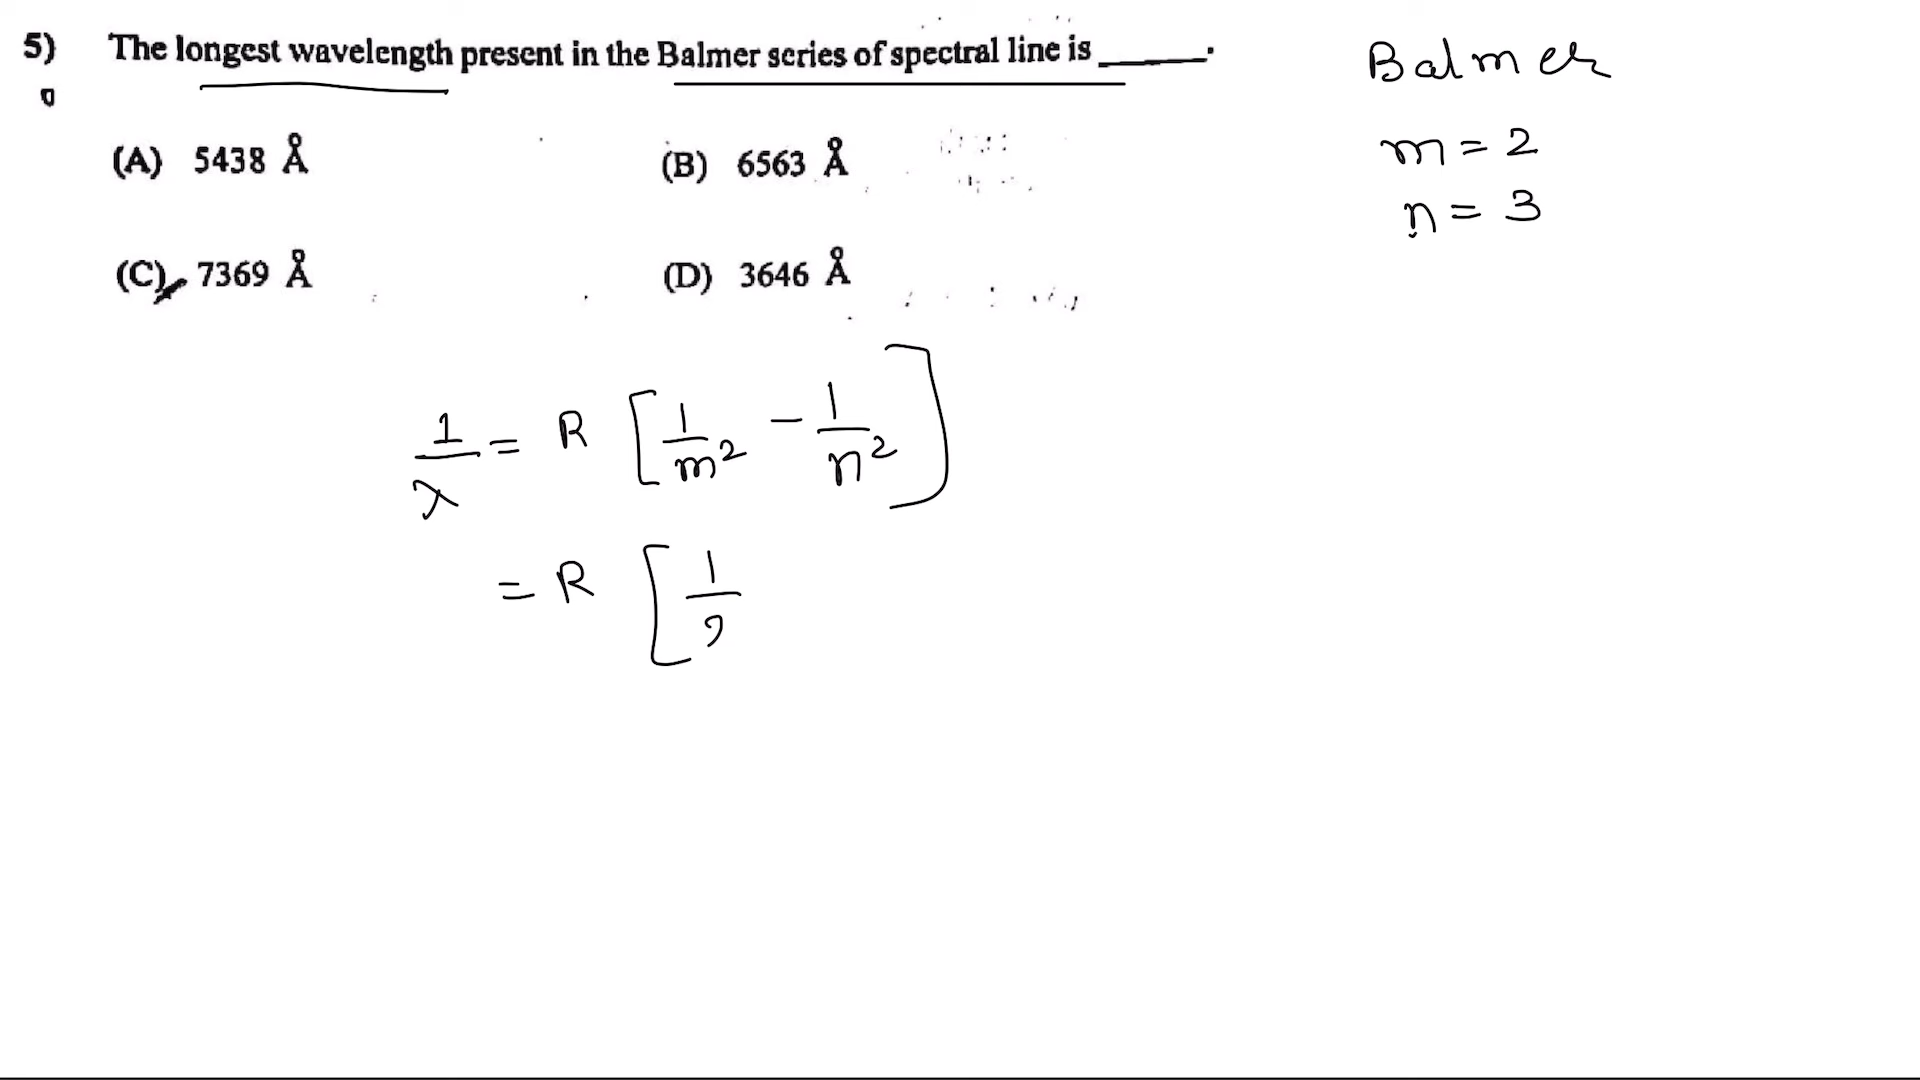 5) The longest wavelength present in the Balmer series of spectral line is ______.
(A) 5438 Å (B) 6563 Å
(C) 7369 Å (D) 3646 Å
Balmer
m = 2
n = 3
1/λ = R [1/m² - 1/n²]
= R [1/2